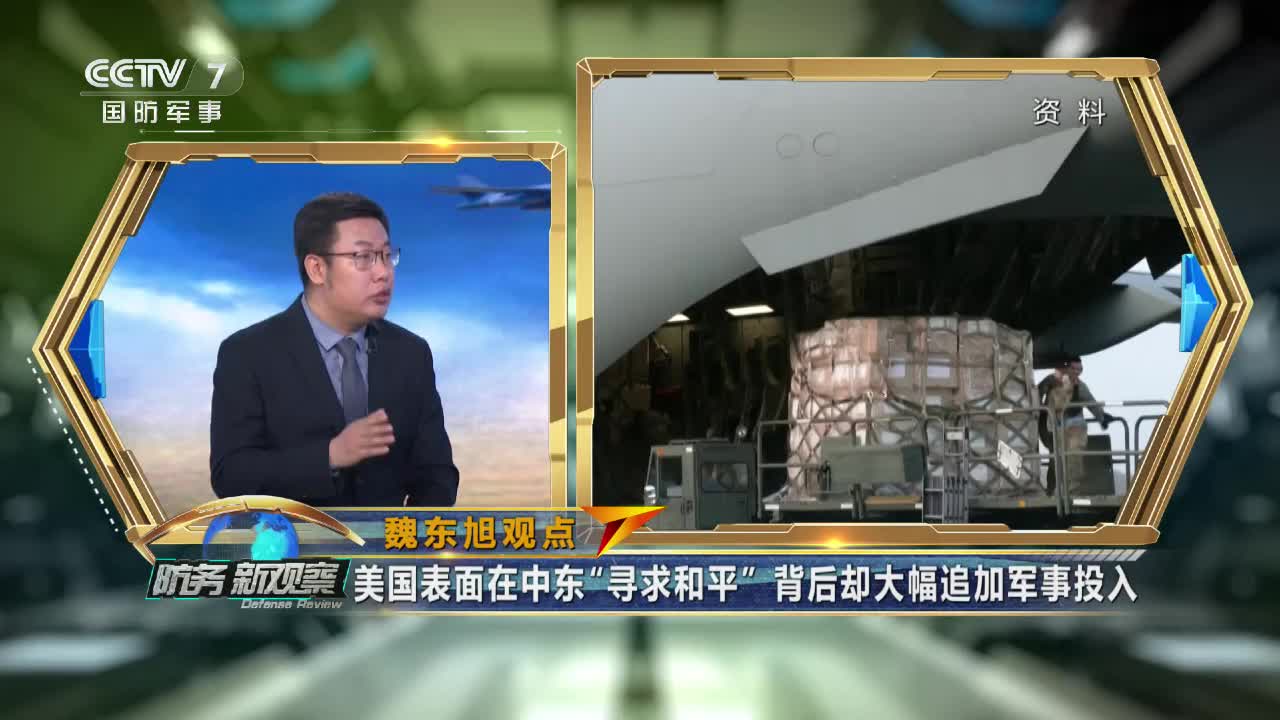 CCTV 7
国防军事
资料
魏东旭观点
防务新观察
Defense Review
美国表面在中东“寻求和平” 背后却大幅追加军事投入